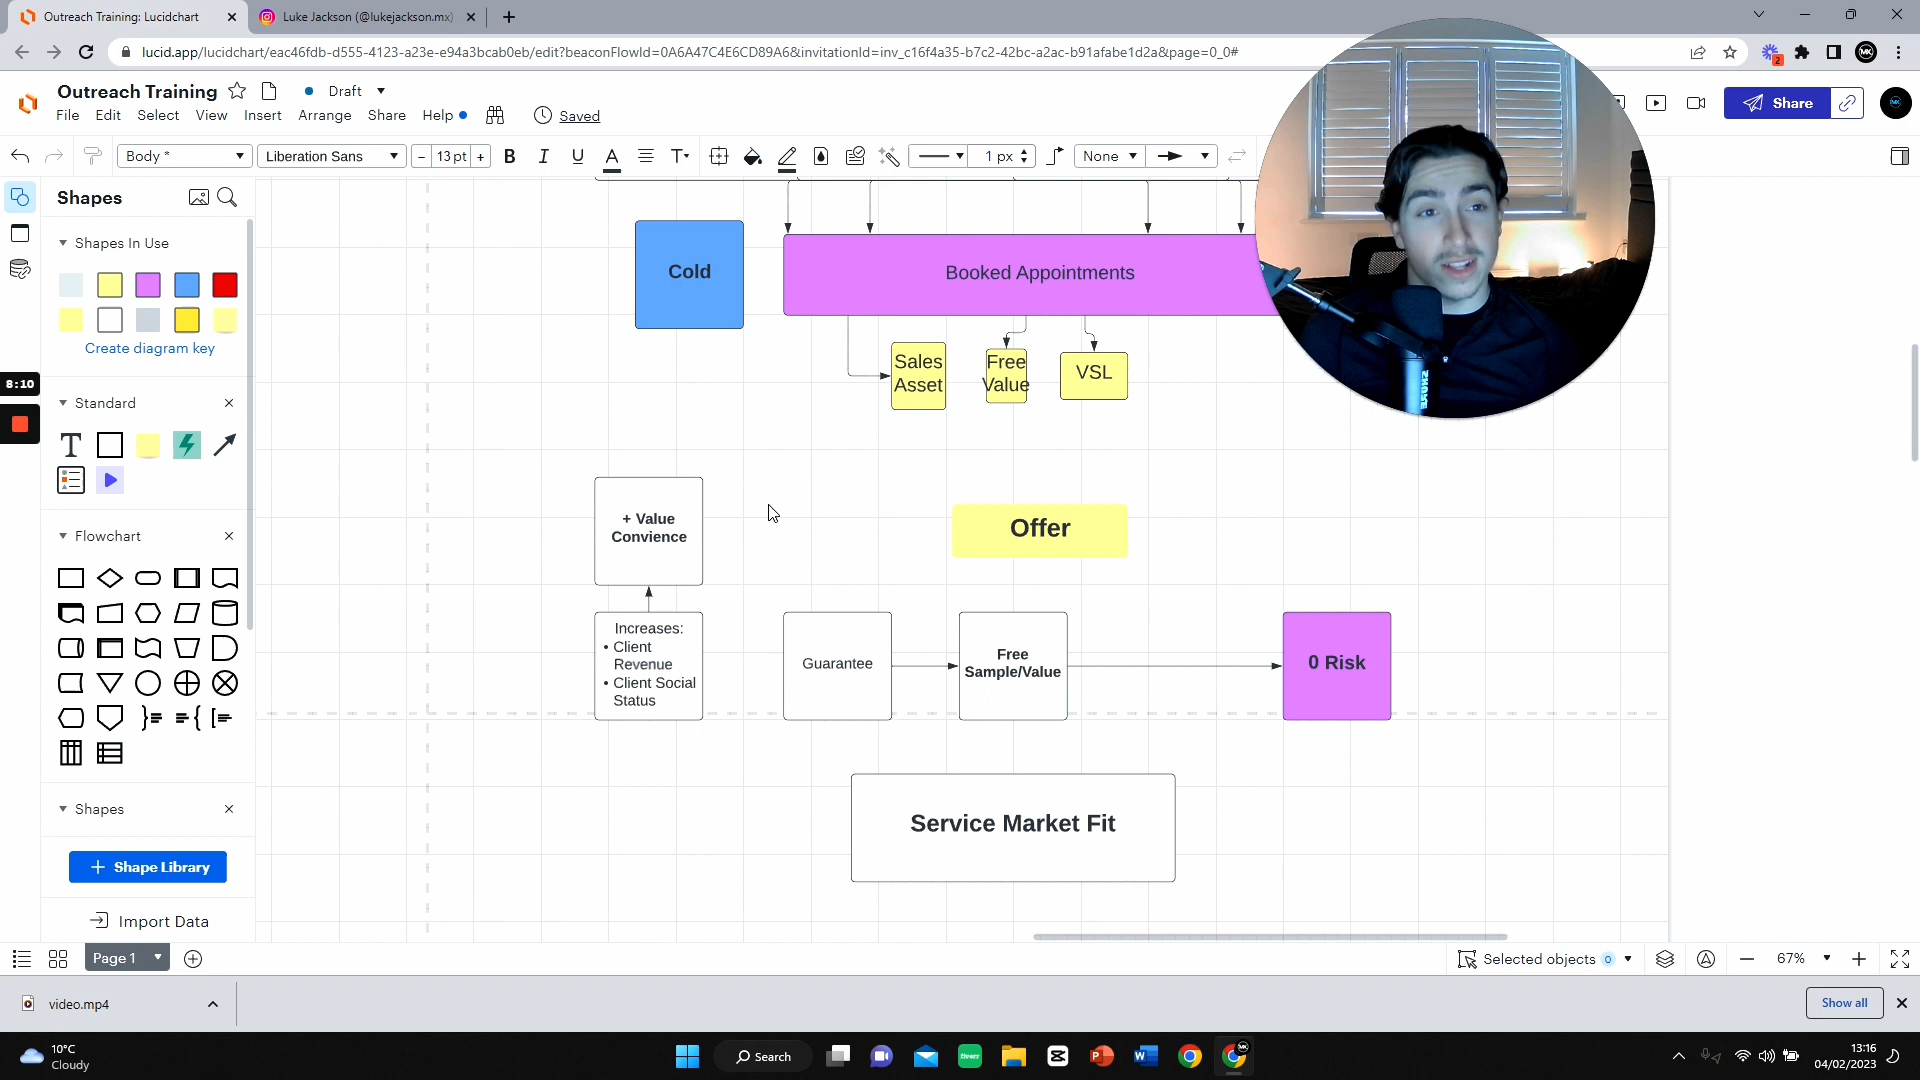 Outreach Training: Lucidchart
Luke Jackson (@lukejackson.mx)
lucid.app/lucidchart/eac46fdb-d555-4123-a23e-e94a3bcab0eb/edit?beaconFlowId=0A6A47C4E6CD89A6&invitationId=inv_c16f4a35-b7c2-42bc-a2ac-b91afabe1d2a&page=0_0#
2
MK
Outreach Training
Draft
File Edit Select View Insert Arrange Share Help
Saved
Share
Body *
Liberation Sans
13 pt
B I U A T
1 px
None
Shapes
Shapes In Use
Create diagram key
8:10
Standard
T
Flowchart
Shapes
Shape Library
Import Data
Cold
Booked Appointments
Sales
Asset
Free
Value
VSL
+ Value
Convience
Offer
Increases:
• Client
Revenue
• Client Social
Status
Guarantee
Free
Sample/Value
0 Risk
Service Market Fit
SHURE
Page 1
Selected objects 0
67%
video.mp4
Show all
10°C
Cloudy
Search
fiverr
13:16
04/02/2023